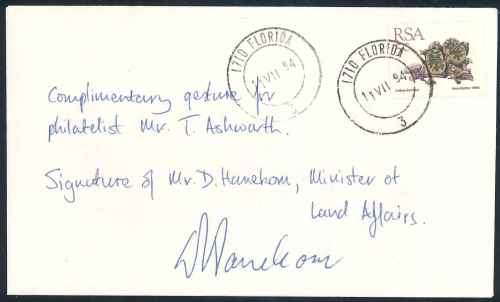 1710 FLORIDA
11 VII 94
1710 FLORIDA
11 VII 94
3
RSA
Complimentary gesture for
philatelist Mr. T. Ashworth.
Signature of Mr. D. Hanekom, Minister of
Land Affairs.
DHanekom